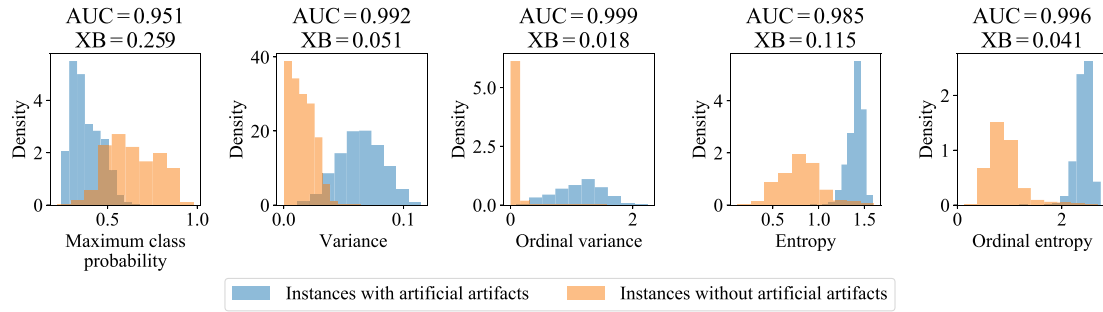 AUC = 0.951
XB = 0.259
Density
4
2
0
0.5
1.0
Maximum class
probability
AUC = 0.992
XB = 0.051
Density
40
20
0
0.0
0.1
Variance
AUC = 0.999
XB = 0.018
Density
5.0
2.5
0.0
0
2
Ordinal variance
AUC = 0.985
XB = 0.115
Density
4
2
0
0.5
1.0
1.5
Entropy
AUC = 0.996
XB = 0.041
Density
2
1
0
0
2
Ordinal entropy
Instances with artificial artifacts
Instances without artificial artifacts